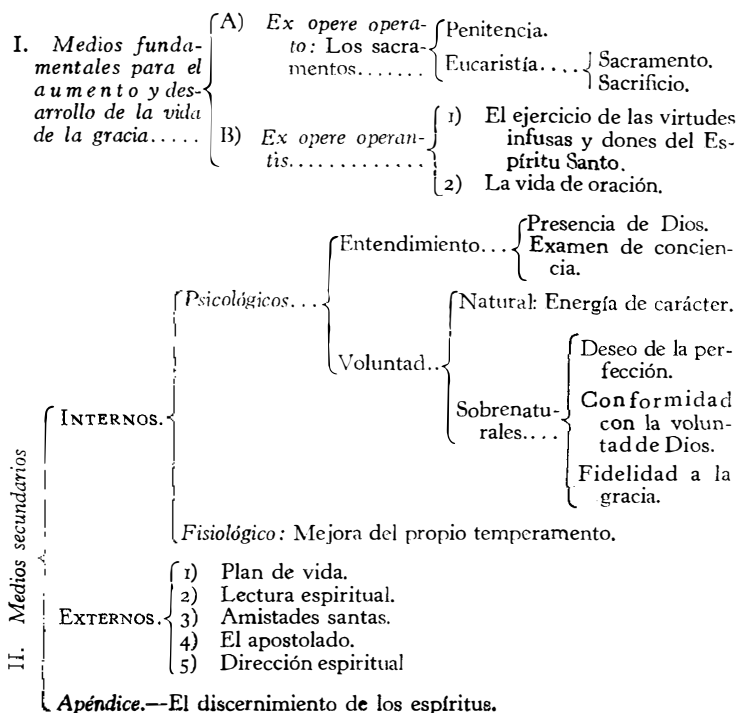 I. Medios funda-
mentales para el
aumento y des-
arrollo de la vida
de la gracia.....
A) Ex opere opera-
to: Los sacra-
mentos.......
Penitencia.
Eucaristía....
Sacramento.
Sacrificio.
B) Ex opere operan-
tis.............
1) El ejercicio de las virtudes
infusas y dones del Es-
píritu Santo.
2) La vida de oración.
II. Medios secundarios
INTERNOS.
Psicológicos...
Entendimiento...
Presencia de Dios.
Examen de concien-
cia.
Voluntad..
Natural: Energía de carácter.
Sobrenatu-
rales....
Deseo de la per-
fección.
Conformidad
con la volun-
tad de Dios.
Fidelidad a la
gracia.
Fisiológico: Mejora del propio temperamento.
EXTERNOS.
1) Plan de vida.
2) Lectura espiritual.
3) Amistades santas.
4) El apostolado.
5) Dirección espiritual
Apéndice.--El discernimiento de los espíritus.